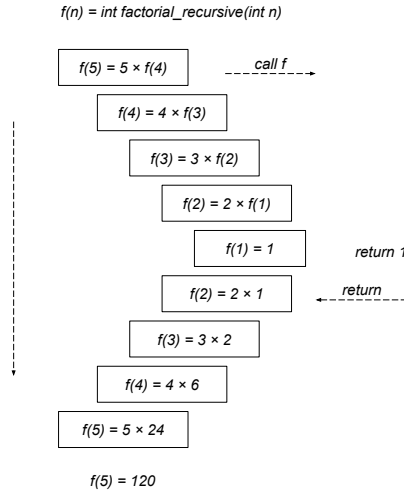 f(n) = int factorial_recursive(int n)
f(5) = 5 × f(4)
call f
f(4) = 4 × f(3)
f(3) = 3 × f(2)
f(2) = 2 × f(1)
f(1) = 1
return 1
f(2) = 2 × 1
return
f(3) = 3 × 2
f(4) = 4 × 6
f(5) = 5 × 24
f(5) = 120